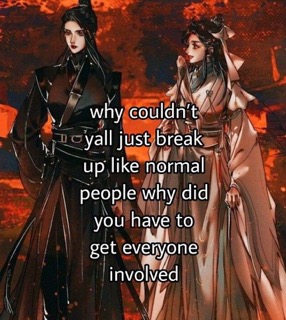 why couldn't
yall just break
up like normal
people why did
you have to
get everyone
involved